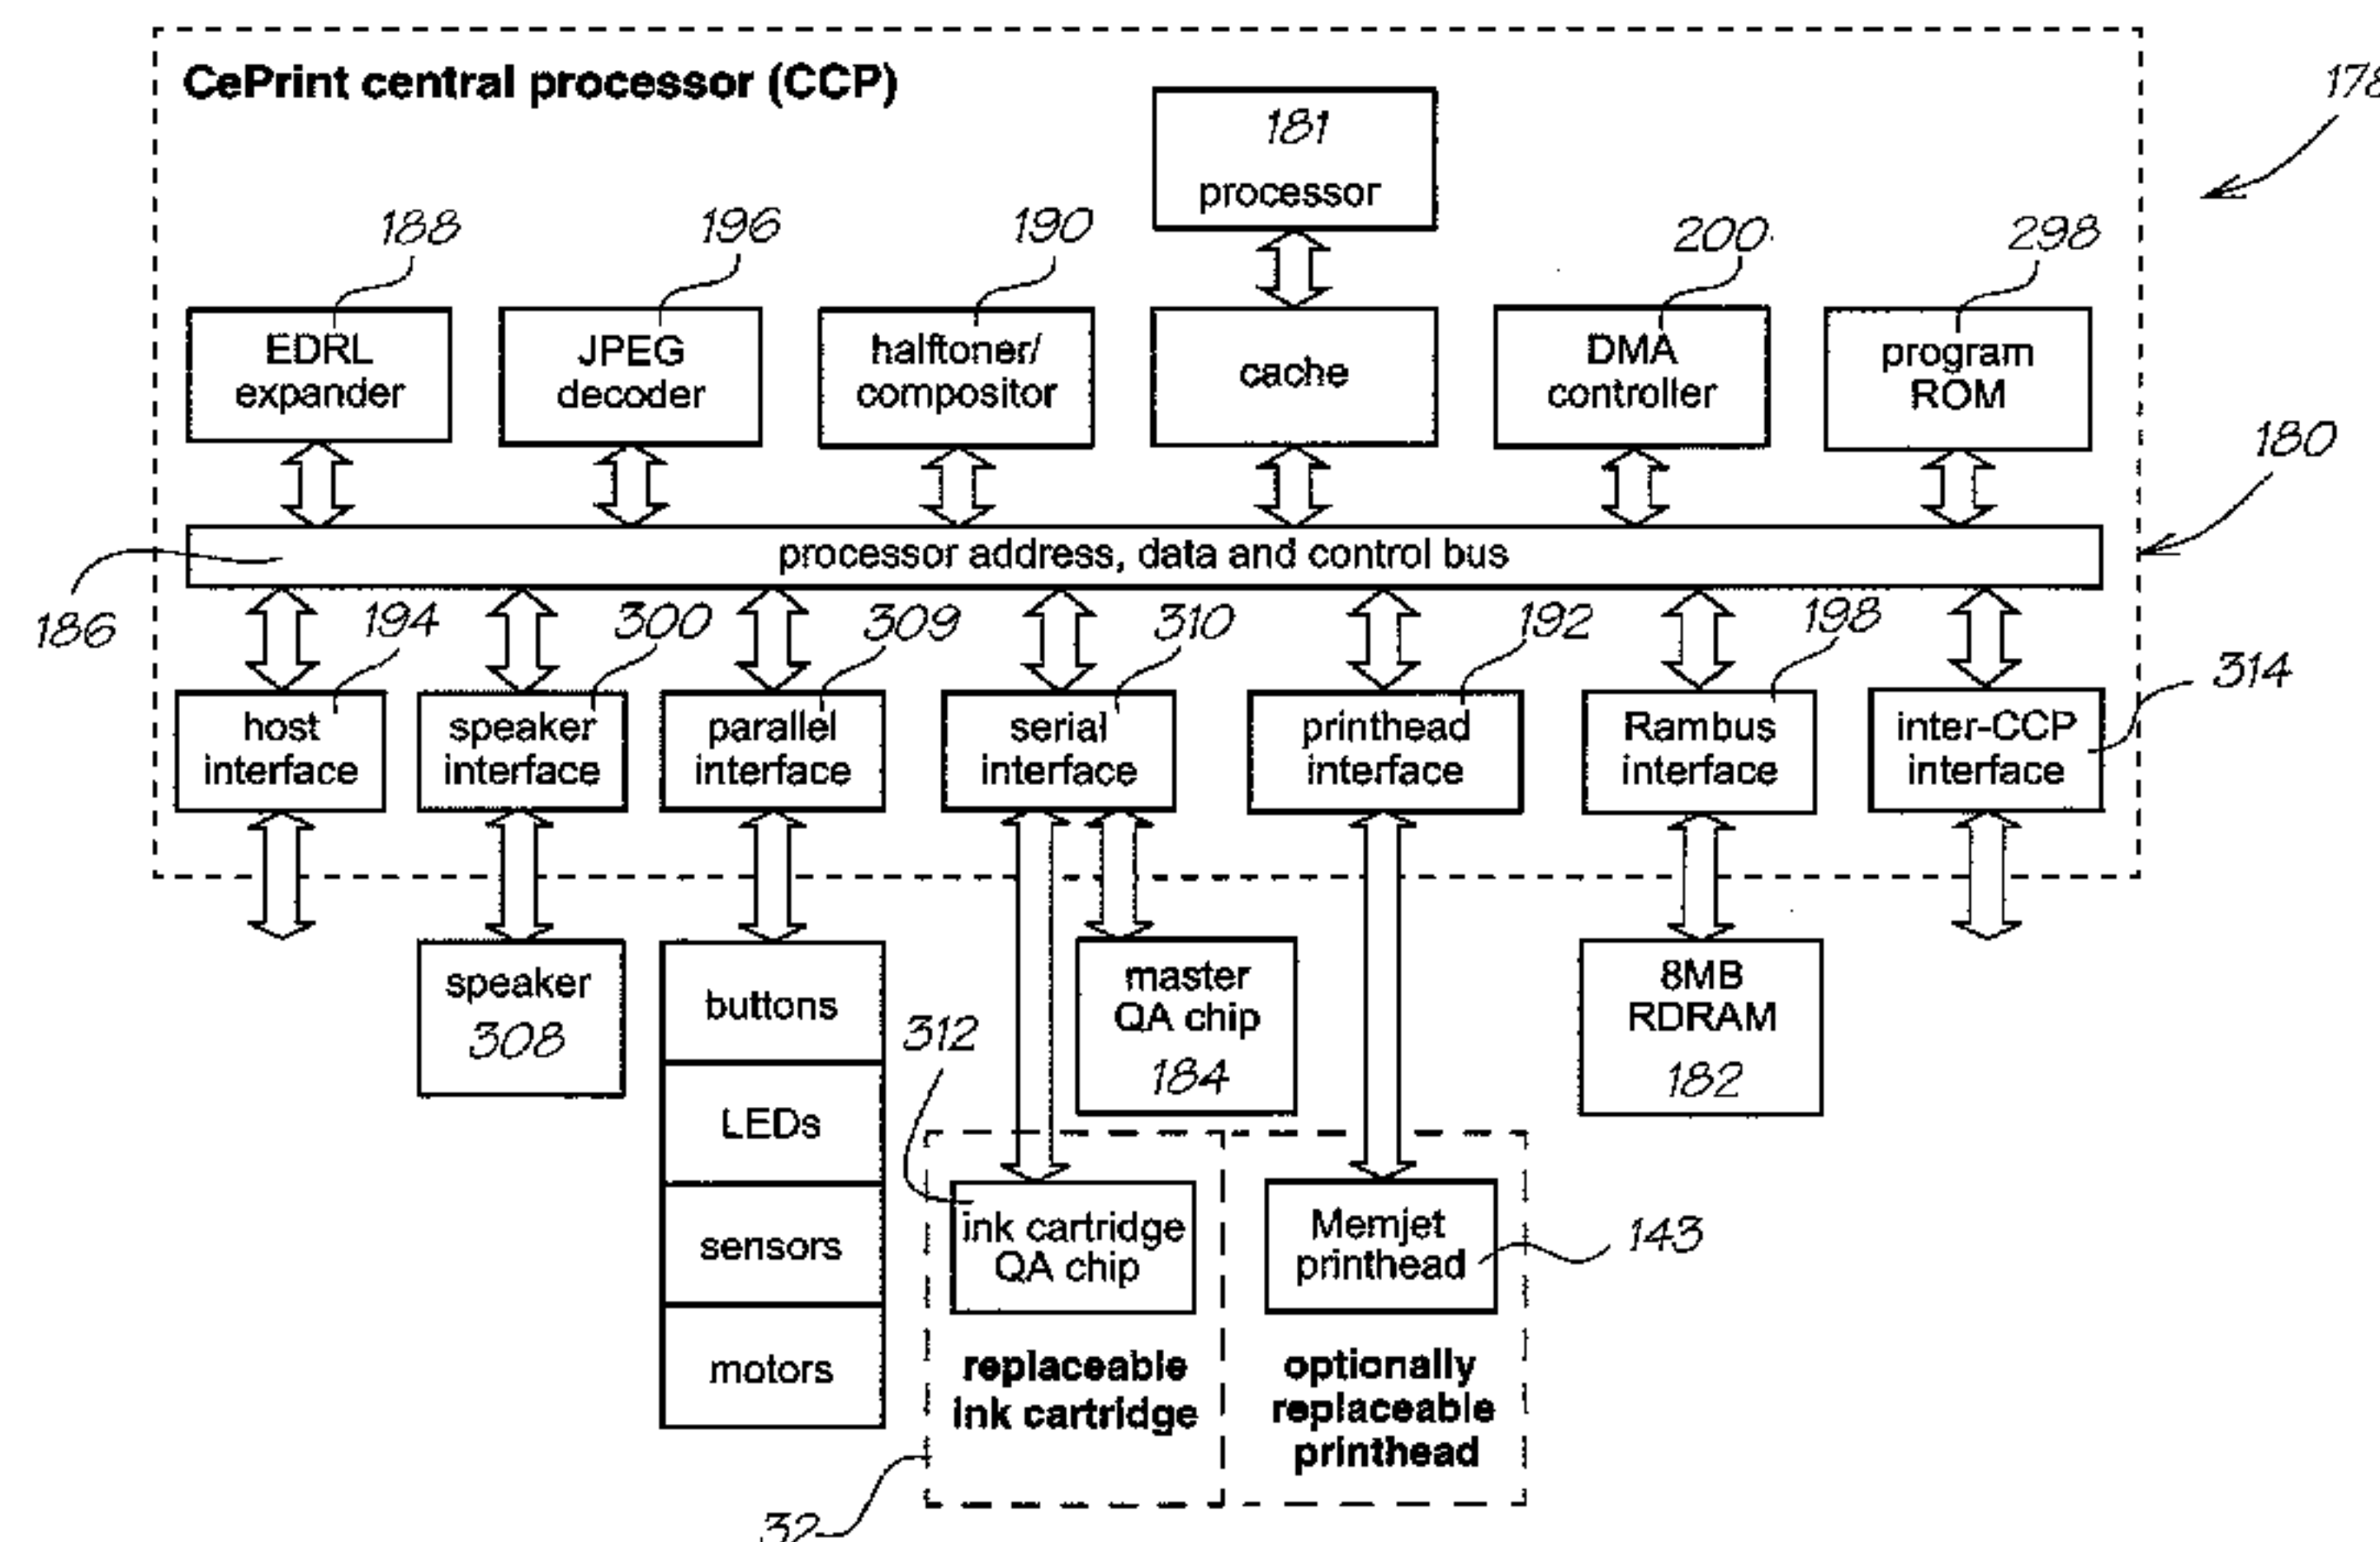 CePrint central processor (CCP)
178
181
processor
188
196
190
200
298
EDRL
expander
JPEG
decoder
halftoner/
compositor
cache
DMA
controller
program
ROM
180
processor address, data and control bus
186
194
300
309
310
192
198
314
host
interface
speaker
interface
parallel
interface
serial
interface
printhead
interface
Rambus
interface
inter-CCP
interface
speaker
308
buttons
LEDs
sensors
motors
312
master
QA chip
184
8MB
RDRAM
182
ink cartridge
QA chip
Memjet
printhead
143
replaceable
ink cartridge
optionally
replaceable
printhead
32